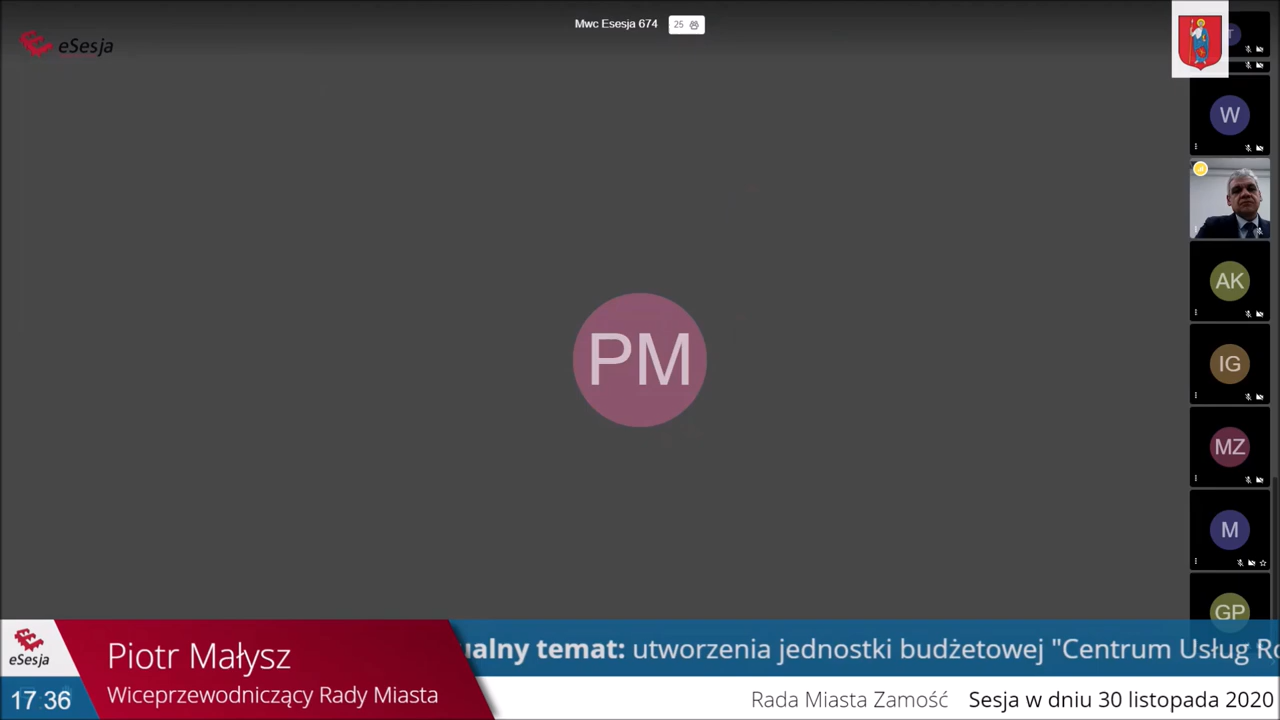 Mwc Esesja 674 25
eSesja
T
W
AK
IG
MZ
M
GP
PM
eSesja
Piotr Małysz
Wiceprzewodniczący Rady Miasta
ualny temat: utworzenia jednostki budżetowej "Centrum Usług Ro
17:36
Rada Miasta Zamość Sesja w dniu 30 listopada 2020